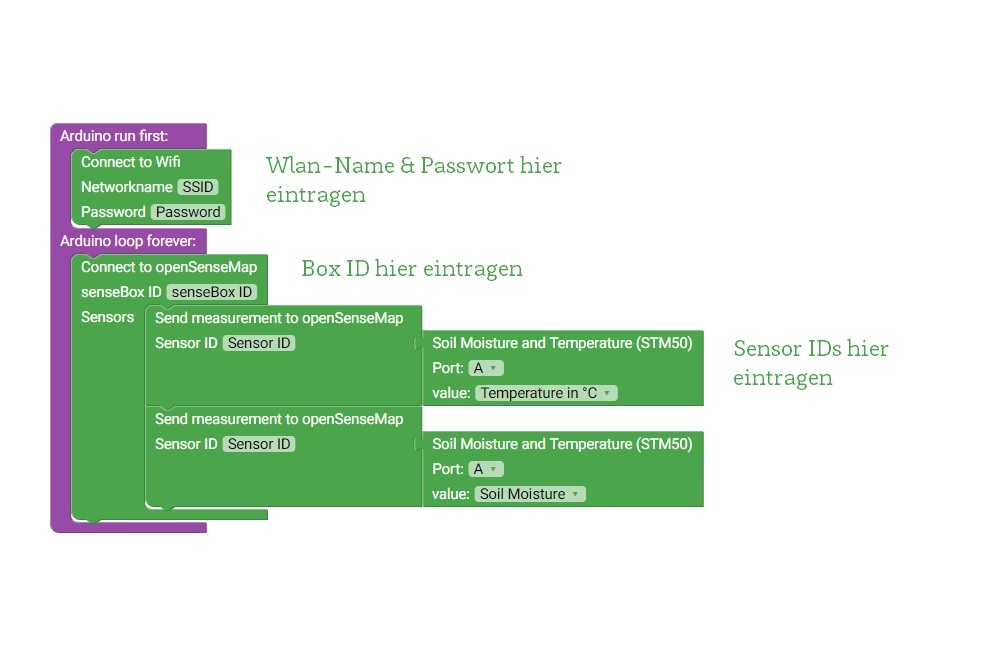 Arduino run first:
Connect to Wifi
Networkname SSID
Password Password
Wlan-Name & Passwort hier
eintragen
Arduino loop forever:
Connect to openSenseMap
senseBox ID senseBox ID
Box ID hier eintragen
Sensors
Send measurement to openSenseMap
Sensor ID Sensor ID
Soil Moisture and Temperature (STM50)
Port: A
value: Temperature in °C
Sensor IDs hier
eintragen
Send measurement to openSenseMap
Sensor ID Sensor ID
Soil Moisture and Temperature (STM50)
Port: A
value: Soil Moisture